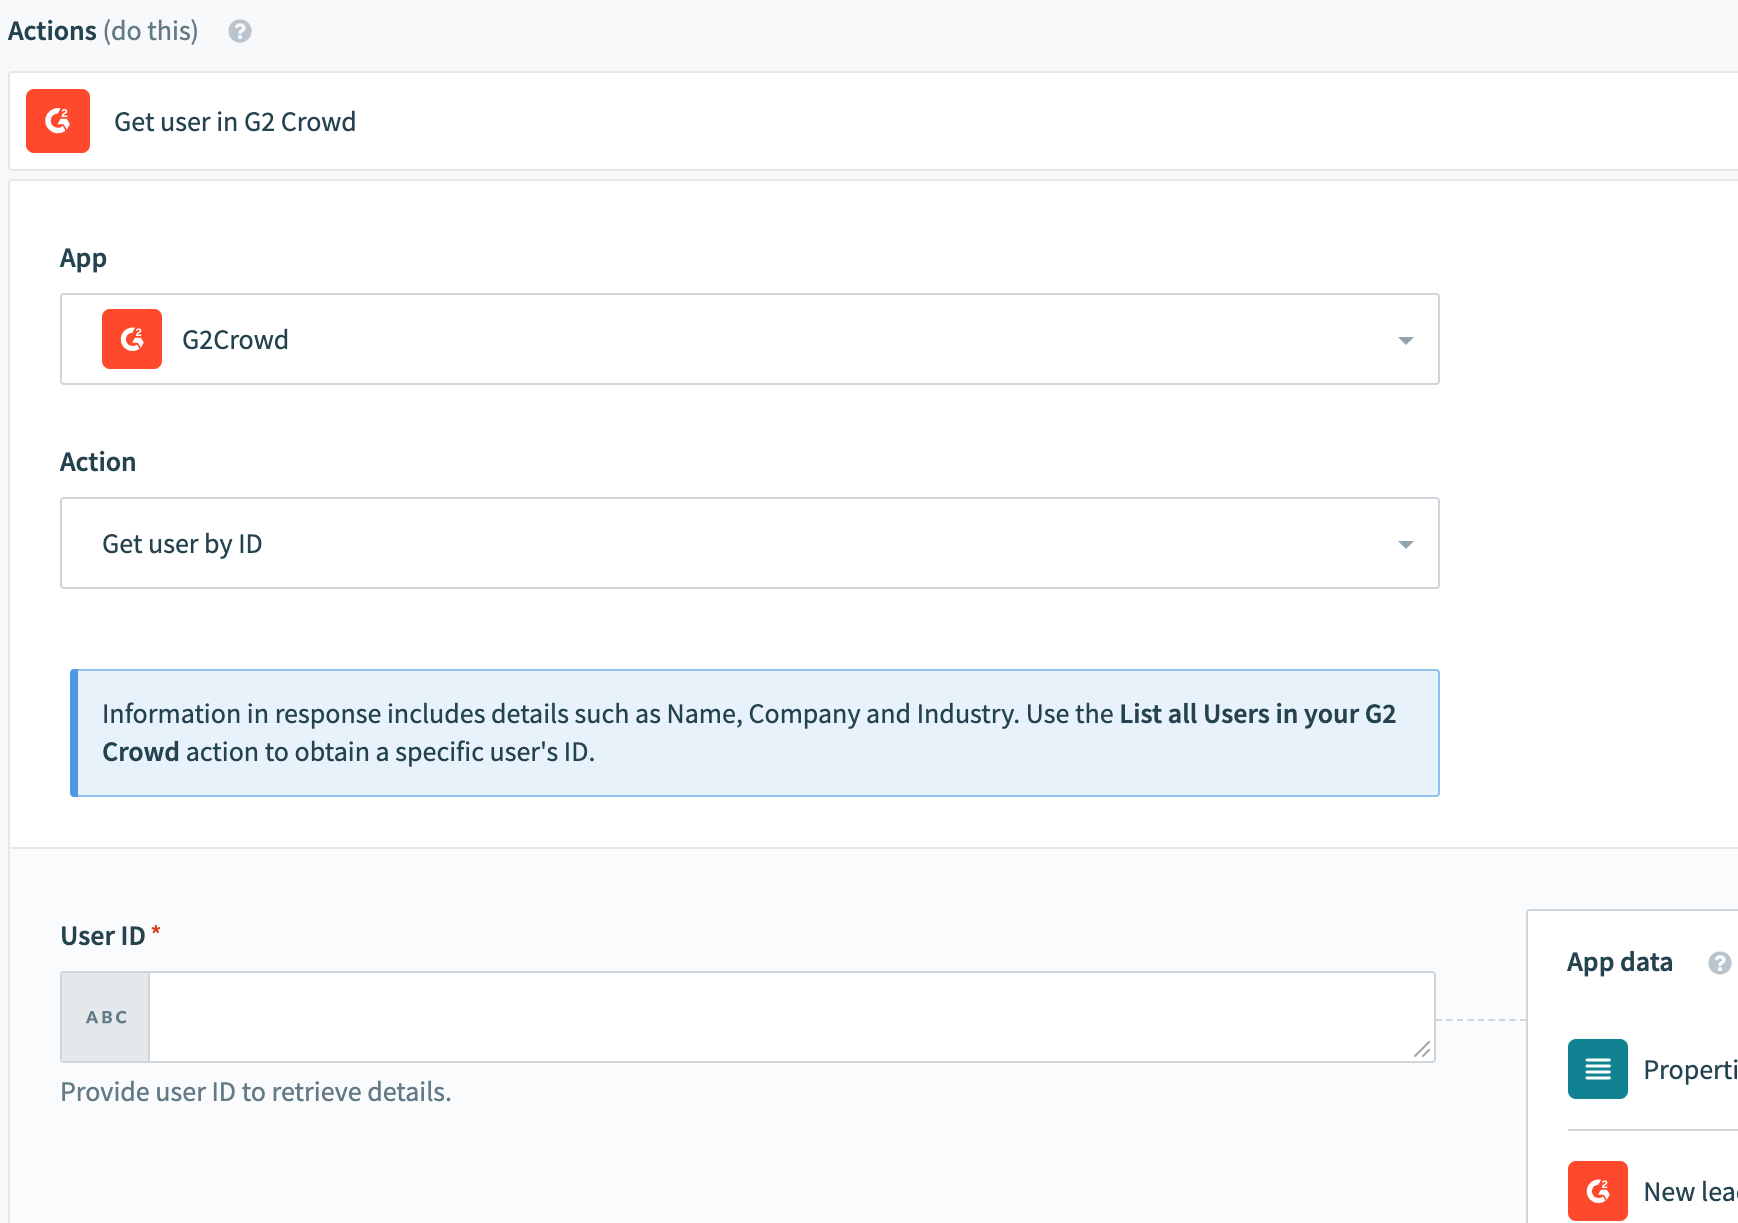 Actions (do this)
Get user in G2 Crowd
App
G2Crowd
Action
Get user by ID
Information in response includes details such as Name, Company and Industry. Use the List all Users in your G2
Crowd action to obtain a specific user's ID.
User ID *
ABC
Provide user ID to retrieve details.
App data
Properti
New lea